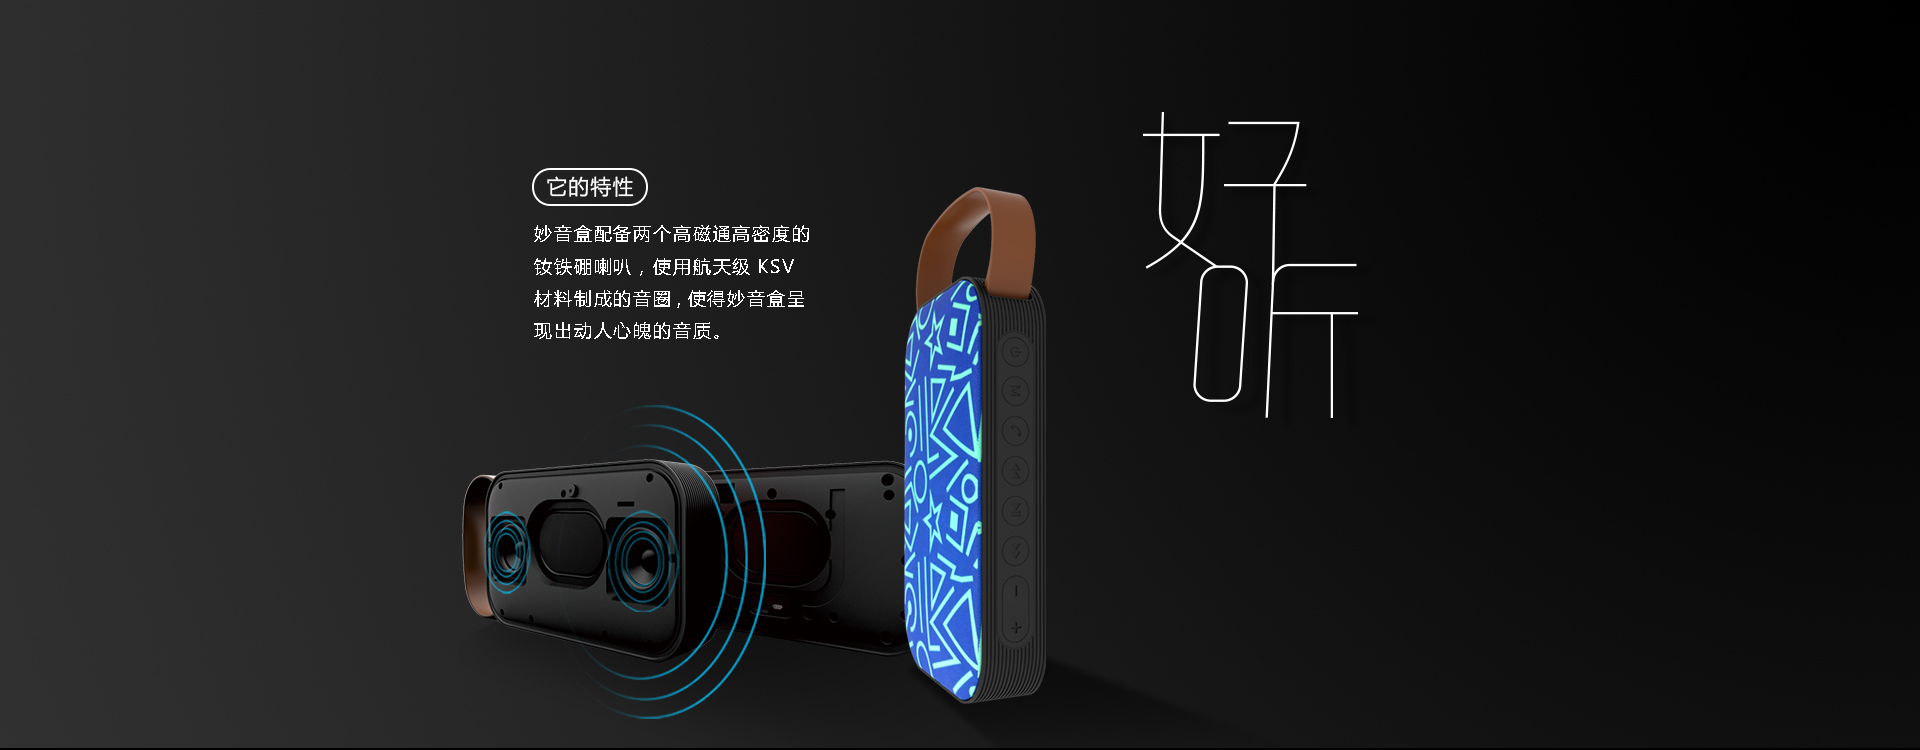 好听
它的特性
妙音盒配备两个高磁通高密度的
钕铁硼喇叭，使用航天级 KSV
材料制成的音圈，使得妙音盒呈
现出动人心魄的音质。
M